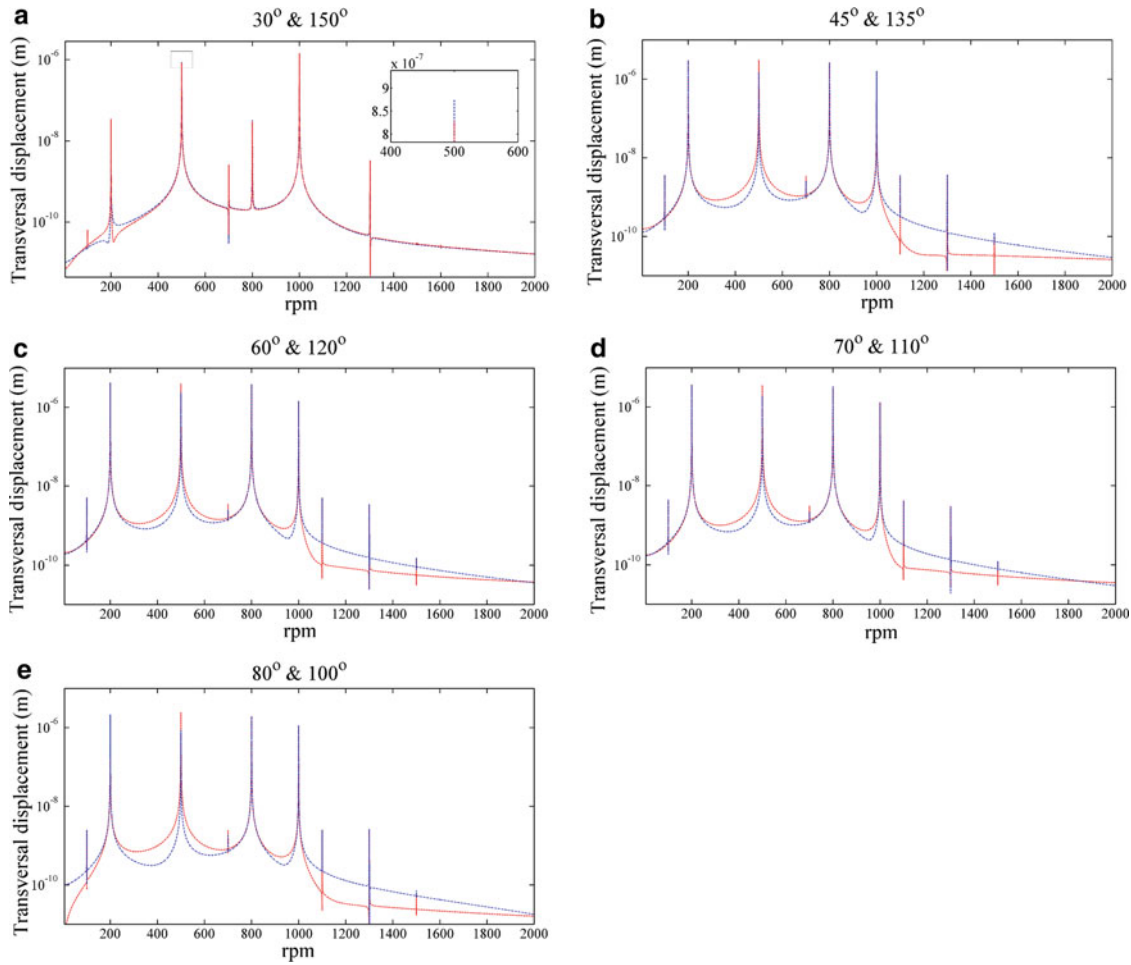 a
30° & 150°
Transversal displacement (m)
10⁻⁶
10⁻⁸
10⁻¹⁰
x 10⁻⁷
9
8.5
8
400 500 600
200 400 600 800 1000 1200 1400 1600 1800 2000
rpm
b
45° & 135°
Transversal displacement (m)
10⁻⁶
10⁻⁸
10⁻¹⁰
200 400 600 800 1000 1200 1400 1600 1800 2000
rpm
c
60° & 120°
Transversal displacement (m)
10⁻⁶
10⁻⁸
10⁻¹⁰
200 400 600 800 1000 1200 1400 1600 1800 2000
rpm
d
70° & 110°
Transversal displacement (m)
10⁻⁶
10⁻⁸
10⁻¹⁰
200 400 600 800 1000 1200 1400 1600 1800 2000
rpm
e
80° & 100°
Transversal displacement (m)
10⁻⁶
10⁻⁸
10⁻¹⁰
200 400 600 800 1000 1200 1400 1600 1800 2000
rpm